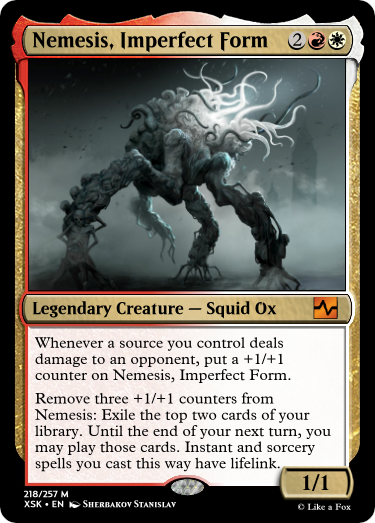 Nemesis, Imperfect Form 2
Legendary Creature — Squid Ox
Whenever a source you control deals
damage to an opponent, put a +1/+1
counter on Nemesis, Imperfect Form.
Remove three +1/+1 counters from
Nemesis: Exile the top two cards of your
library. Until the end of your next turn, you
may play those cards. Instant and sorcery
spells you cast this way have lifelink.
1/1
218/257 M
XSK • EN Sherbakov Stanislav
© Like a Fox